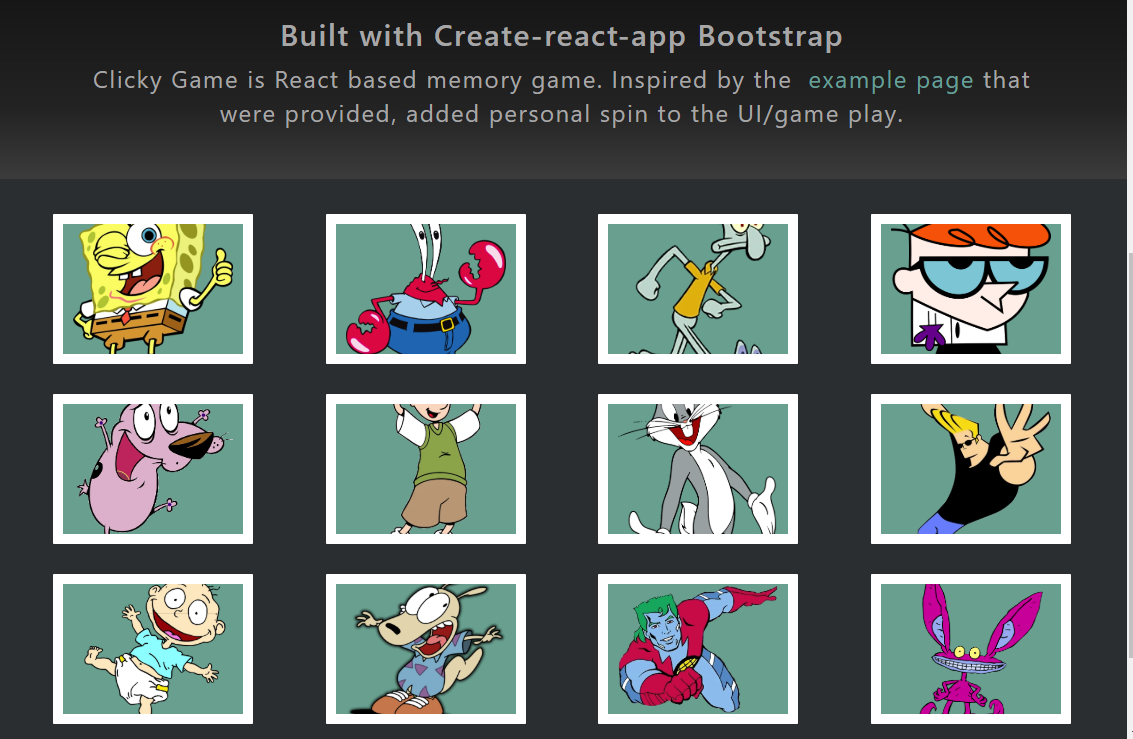 Built with Create-react-app Bootstrap
Clicky Game is React based memory game. Inspired by the example page that
were provided, added personal spin to the UI/game play.